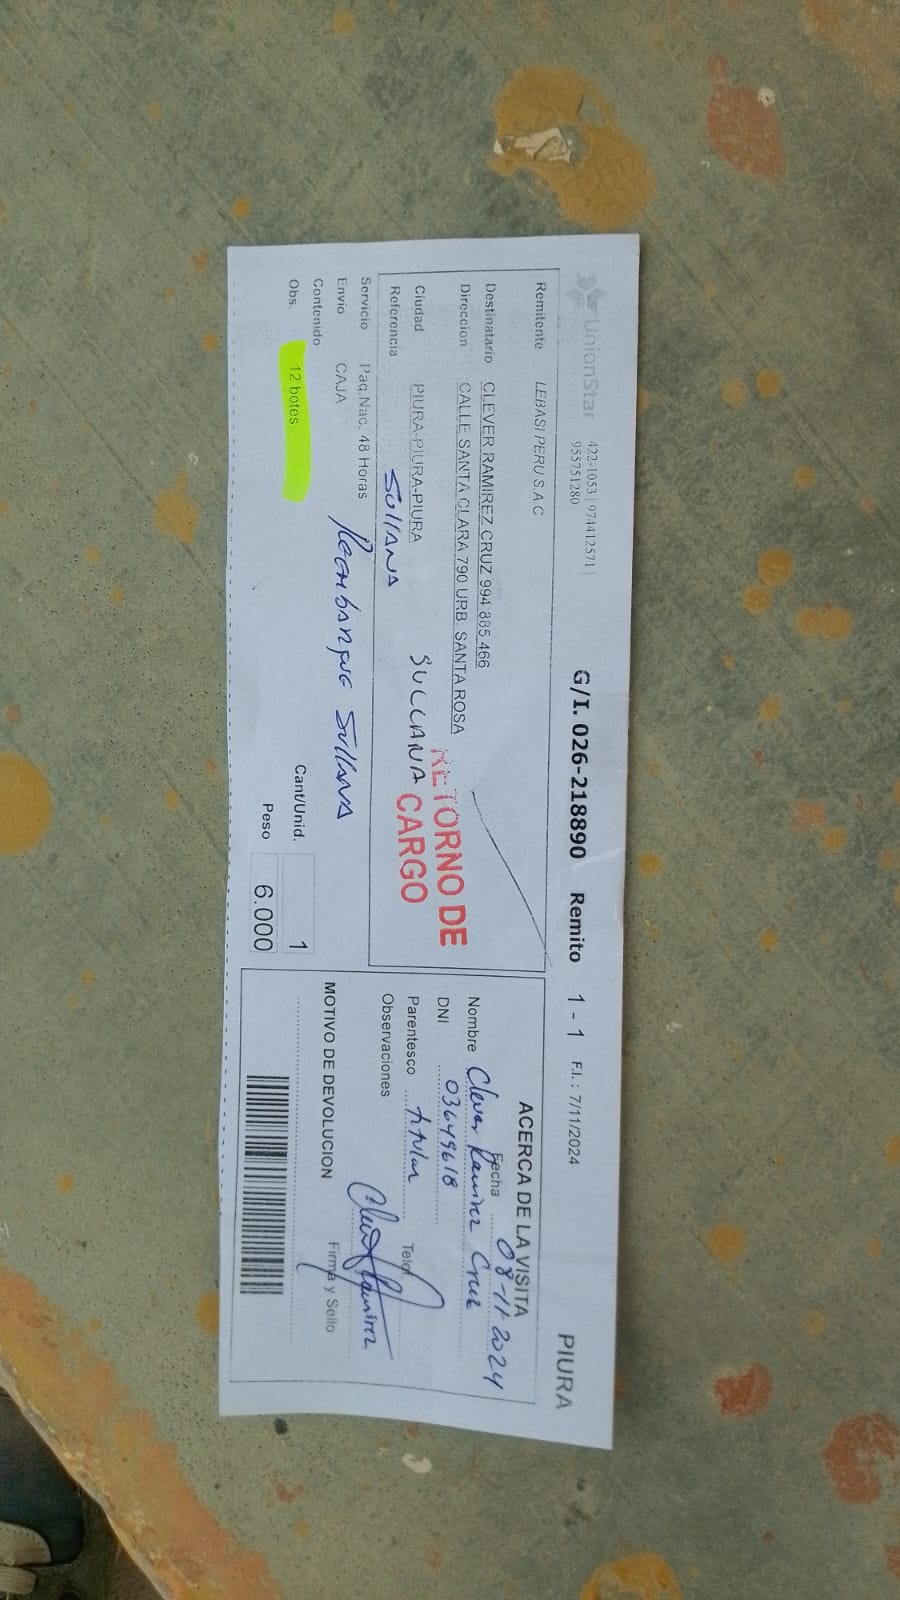 UnionStar
422-1053 | 974412571 |
955751280
G/I. 026-218890 Remito 1 - 1 F.I. : 7/11/2024 PIURA
Remitente LEBASI PERU S.A.C
Destinatario CLEVER RAMIREZ CRUZ 994 885 466
Direccion CALLE SANTA CLARA 790 URB. SANTA ROSA
Ciudad PIURA-PIURA-PIURA SULLANA
Referencia SULLANA
RETORNO DE
CARGO
Servicio Paq.Nac. 48 Horas
Envio CAJA
Reembarque Sullana
Contenido
Obs. 12 botes
Cant/Unid. 1
Peso 6.000
ACERCA DE LA VISITA
Fecha 08-11-2024
Nombre Clever Ramirez Cruz
DNI 03649618
Parentesco titular Telef
Observaciones
Firma y Sello
MOTIVO DE DEVOLUCION